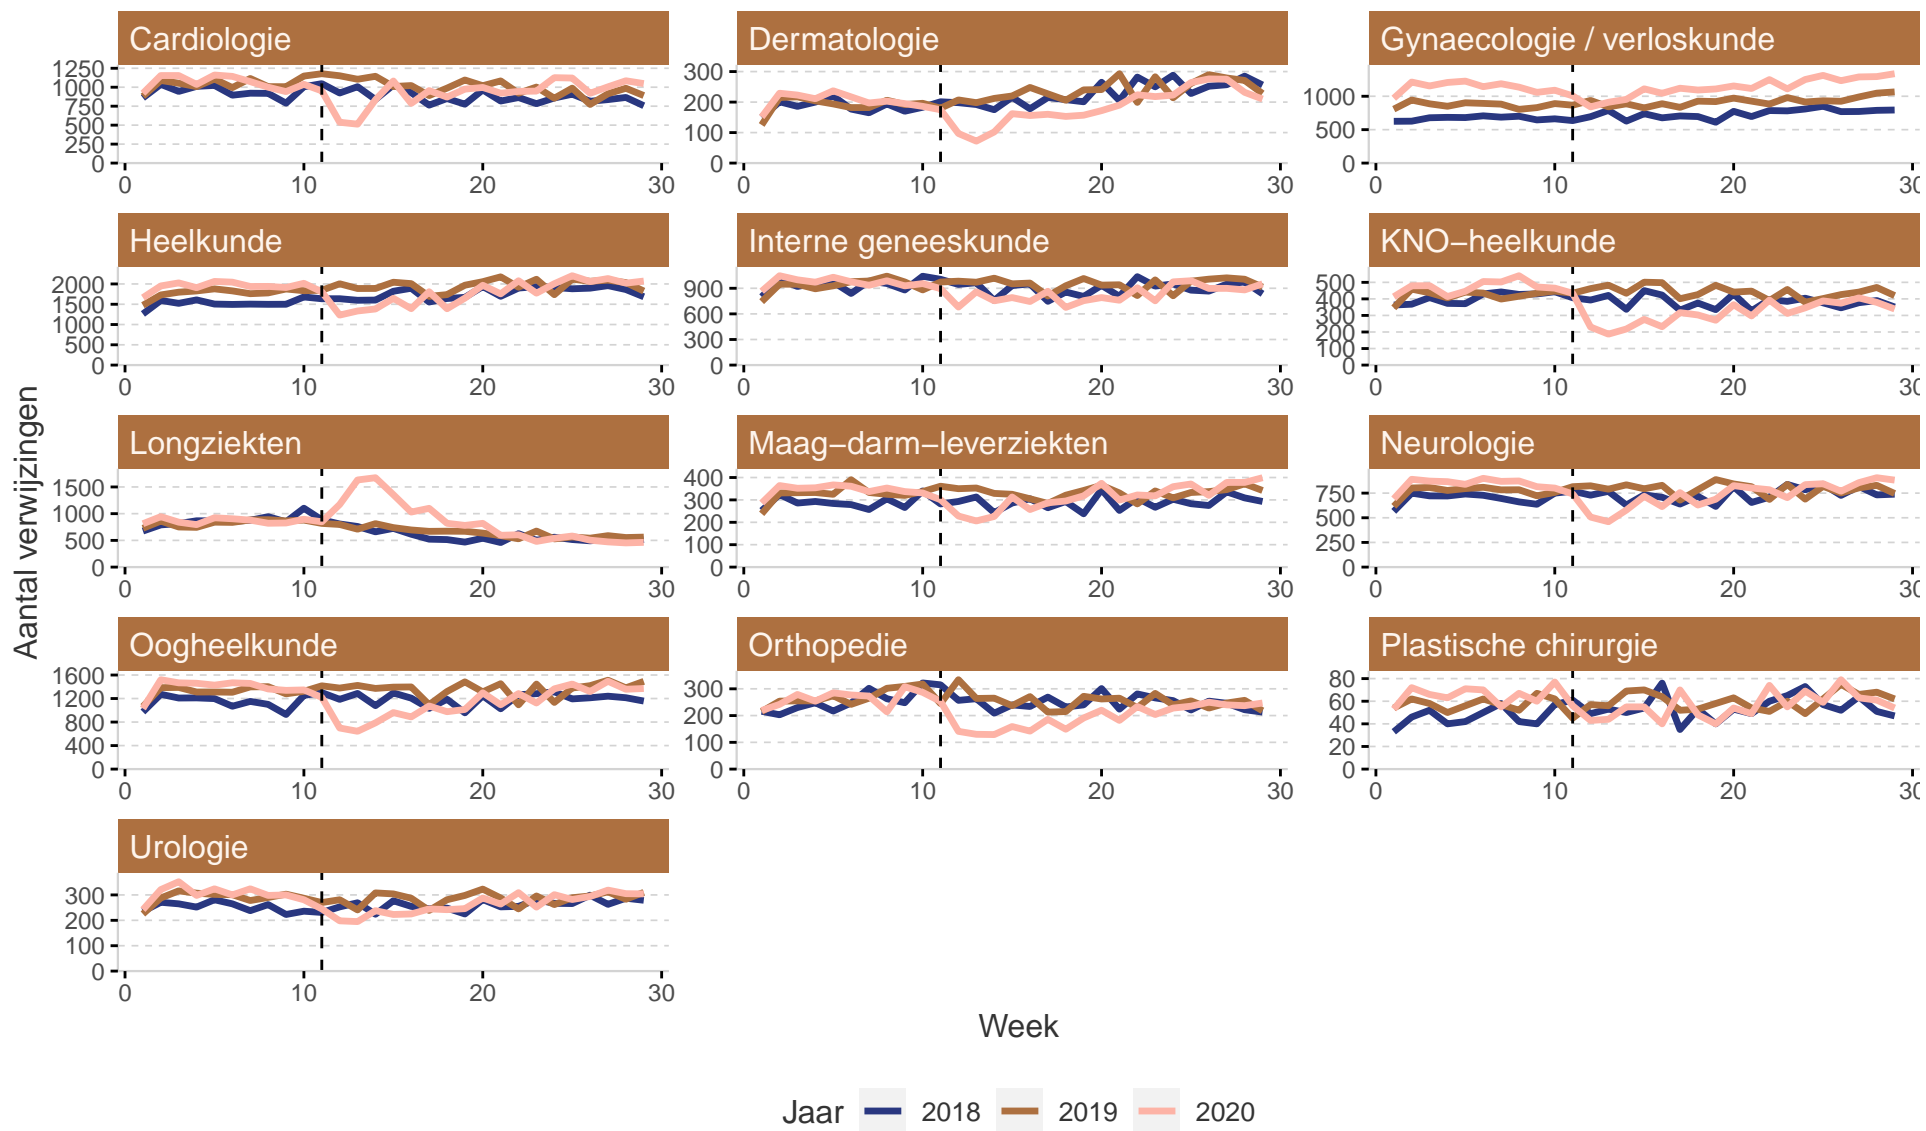 Cardiologie
Dermatologie
Gynaecologie / verloskunde
1250
1000
750
500
250
0
0 10 20 30
300
200
100
0
0 10 20 30
1000
500
0
0 10 20 30
Heelkunde
Interne geneeskunde
KNO−heelkunde
2000
1500
1000
500
0
0 10 20 30
900
600
300
0
0 10 20 30
500
400
300
200
100
0
0 10 20 30
Aantal verwijzingen
Longziekten
Maag−darm−leverziekten
Neurologie
1500
1000
500
0
0 10 20 30
400
300
200
100
0
0 10 20 30
750
500
250
0
0 10 20 30
Oogheelkunde
Orthopedie
Plastische chirurgie
1600
1200
800
400
0
0 10 20 30
300
200
100
0
0 10 20 30
80
60
40
20
0
0 10 20 30
Urologie
300
200
100
0
0 10 20 30
Week
Jaar 2018 2019 2020